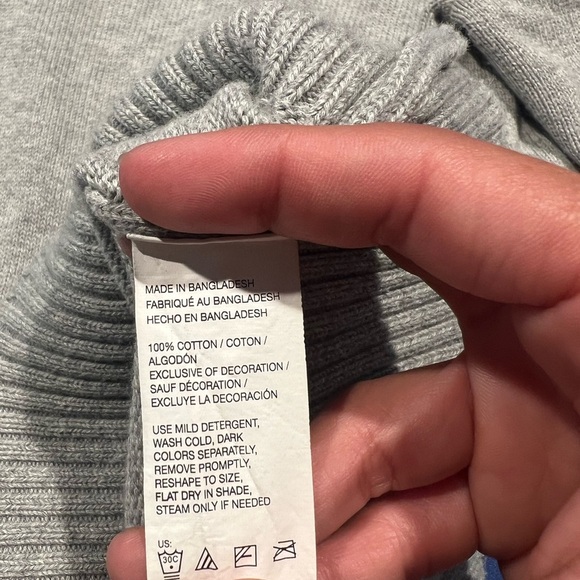 MADE IN BANGLADESH
FABRIQUÉ AU BANGLADESH
HECHO EN BANGLADESH
100% COTTON / COTON /
ALGODÓN
EXCLUSIVE OF DECORATION /
SAUF DÉCORATION /
EXCLUYE LA DECORACIÓN
USE MILD DETERGENT,
WASH COLD, DARK
COLORS SEPARATELY,
REMOVE PROMPTLY,
RESHAPE TO SIZE,
FLAT DRY IN SHADE,
STEAM ONLY IF NEEDED
US:
30C